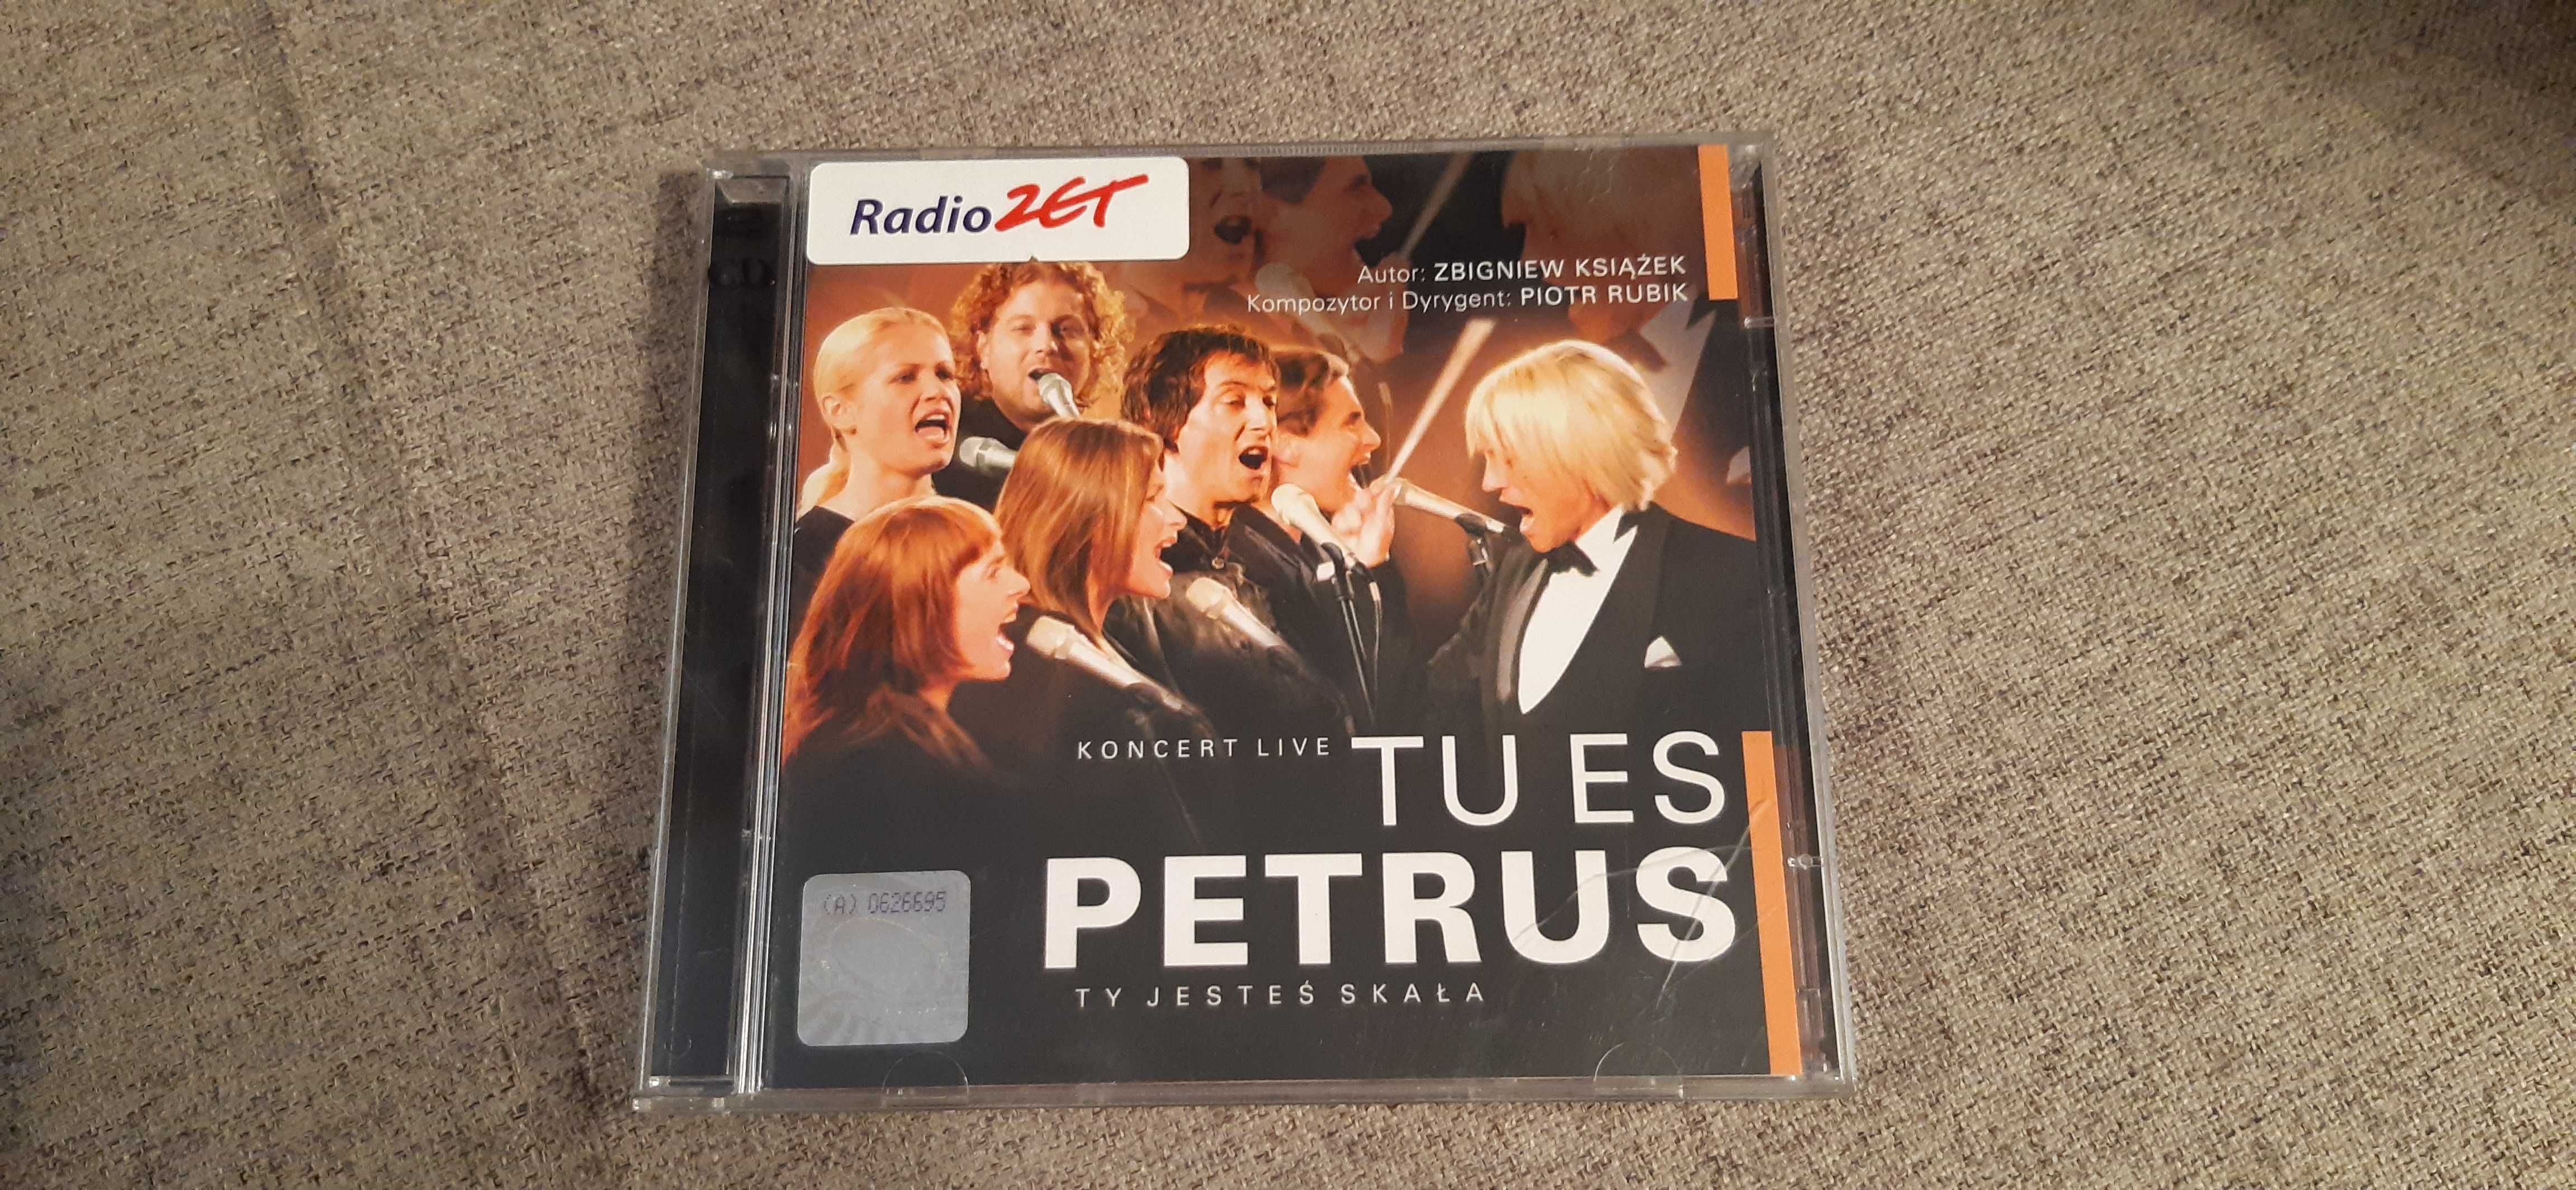 Radio ZET
Autor: ZBIGNIEW KSIĄŻEK
Kompozytor i Dyrygent: PIOTR RUBIK
KONCERT LIVE TU ES
PETRUS
TY JESTEŚ SKAŁA
(A) 0626695